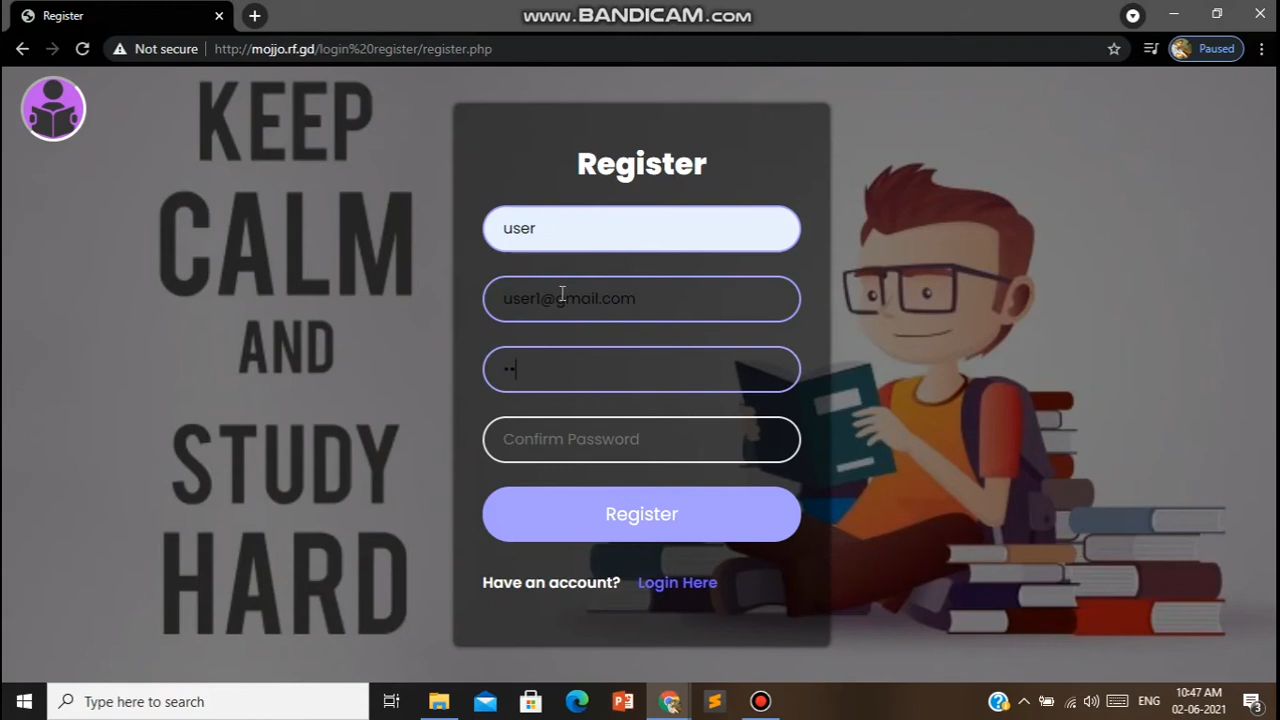 Register
www.BANDICAM.com
Not secure
http://mojjo.rf.gd/login%20register/register.php
Paused
KEEP
CALM
AND
STUDY
HARD
Register
user
user1@gmail.com
••
Confirm Password
Register
Have an account? Login Here
Type here to search
ENG
10:47 AM
02-06-2021
3